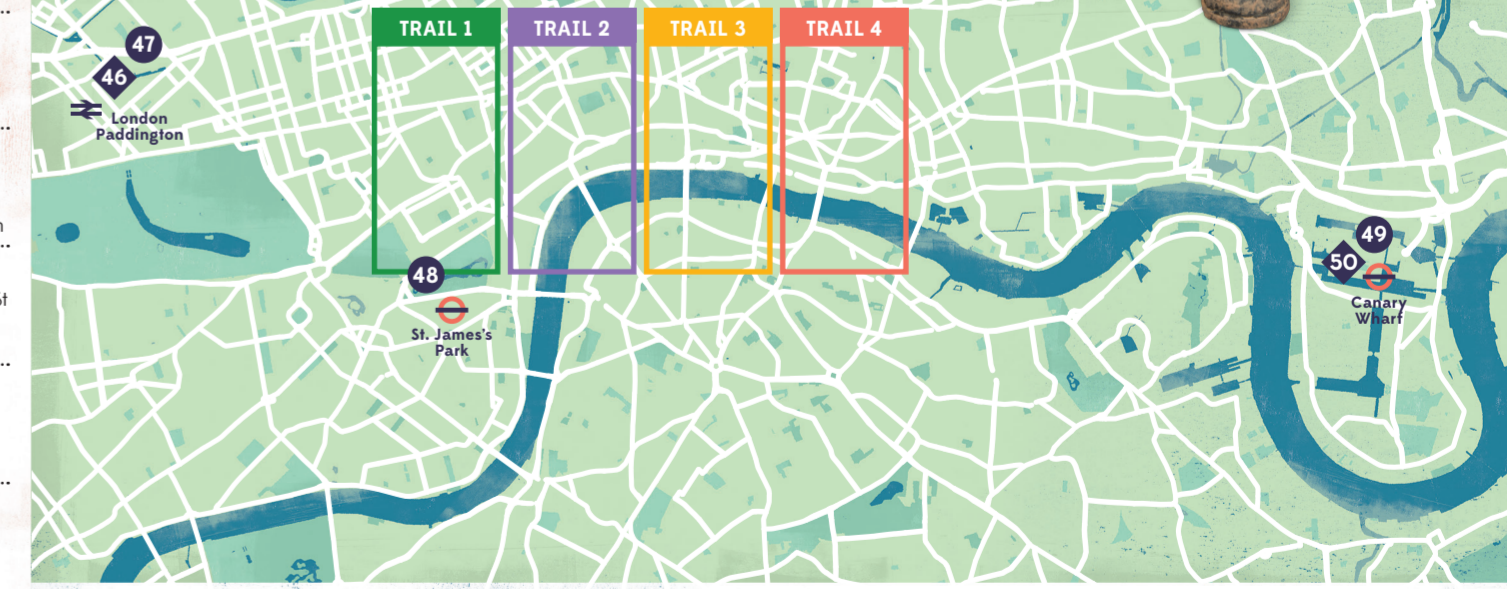 TRAIL 1
TRAIL 2
TRAIL 3
TRAIL 4
47
46
London
Paddington
48
St. James's
Park
49
50
Canary
Wharf